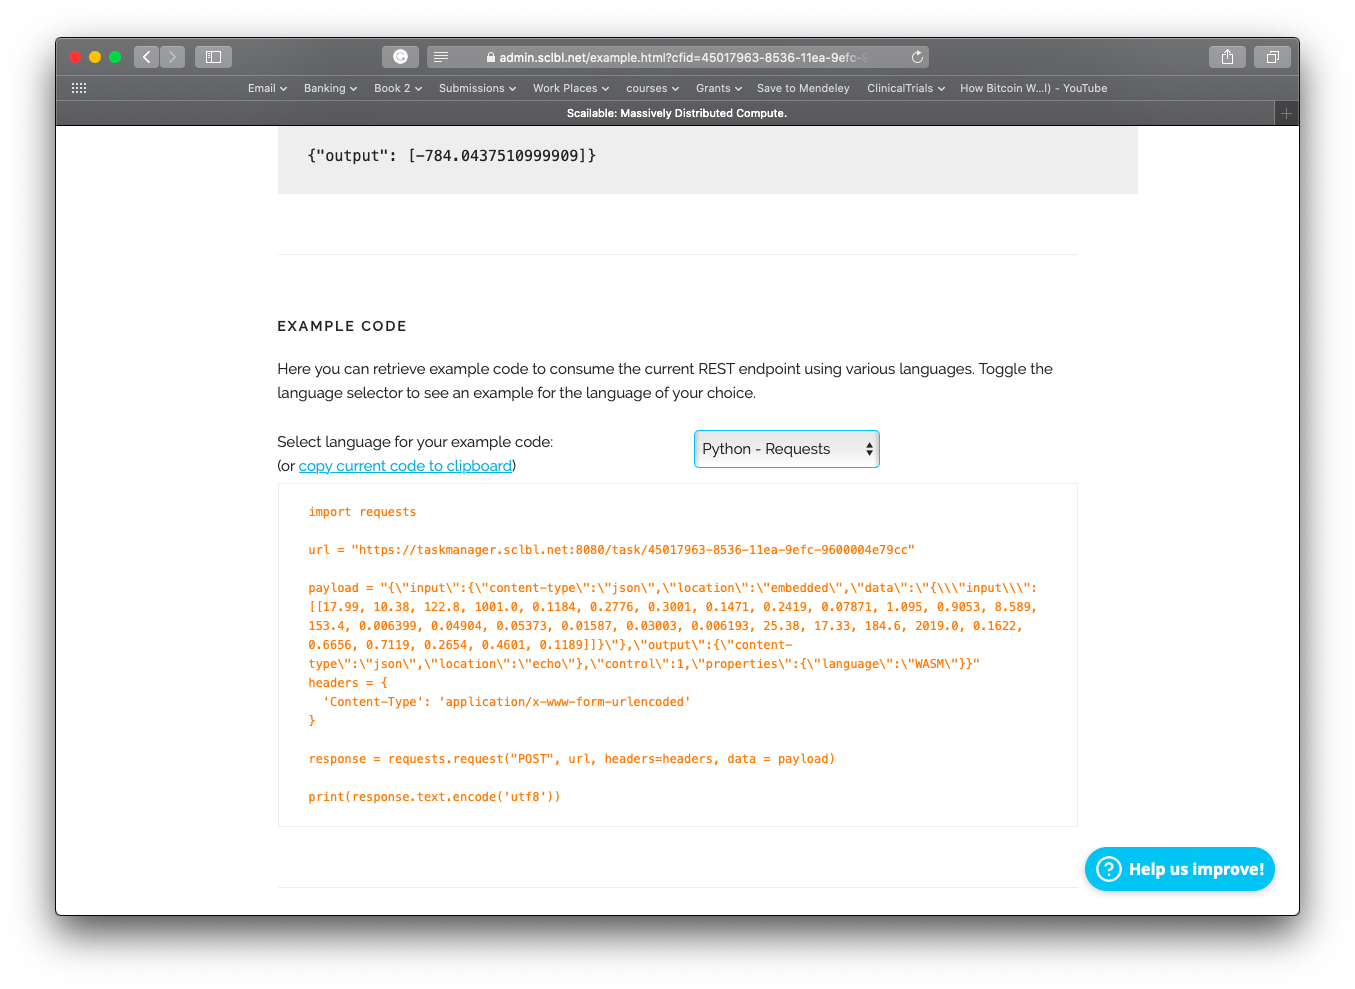 admin.sclbl.net/example.html?cfid=45017963-8536-11ea-9efc-9
Email Banking Book 2 Submissions Work Places courses Grants Save to Mendeley ClinicalTrials How Bitcoin W...l) - YouTube
Scailable: Massively Distributed Compute.
{"output": [-784.0437510999909]}
EXAMPLE CODE
Here you can retrieve example code to consume the current REST endpoint using various languages. Toggle the
language selector to see an example for the language of your choice.
Select language for your example code:
Python - Requests
(or copy current code to clipboard)
import requests
url = "https://taskmanager.sclbl.net:8080/task/45017963-8536-11ea-9efc-9600004e79cc"
payload = "{\"input\":{\"content-type\":\"json\",\"location\":\"embedded\",\"data\":\"{\\\"input\\\":
[[17.99, 10.38, 122.8, 1001.0, 0.1184, 0.2776, 0.3001, 0.1471, 0.2419, 0.07871, 1.095, 0.9053, 8.589,
153.4, 0.006399, 0.04904, 0.05373, 0.01587, 0.03003, 0.006193, 25.38, 17.33, 184.6, 2019.0, 0.1622,
0.6656, 0.7119, 0.2654, 0.4601, 0.1189]]}\"},\"output\":{\"content-
type\":\"json\",\"location\":\"echo\"},\"control\":1,\"properties\":{\"language\":\"WASM\"}}"
headers = {
'Content-Type': 'application/x-www-form-urlencoded'
}
response = requests.request("POST", url, headers=headers, data = payload)
print(response.text.encode('utf8'))
? Help us improve!